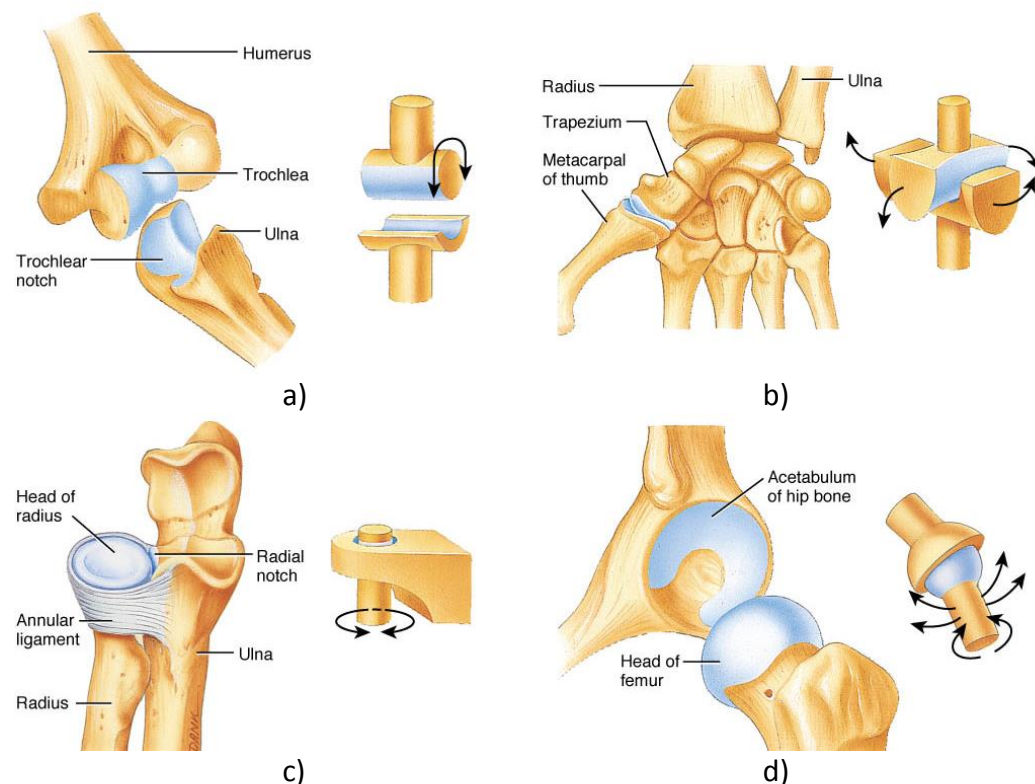 Humerus
Trochlea
Ulna
Trochlear
notch
a)
Radius
Ulna
Trapezium
Metacarpal
of thumb
b)
Head of
radius
Radial
notch
Annular
ligament
Ulna
Radius
DRNK
c)
Acetabulum
of hip bone
Head of
femur
d)